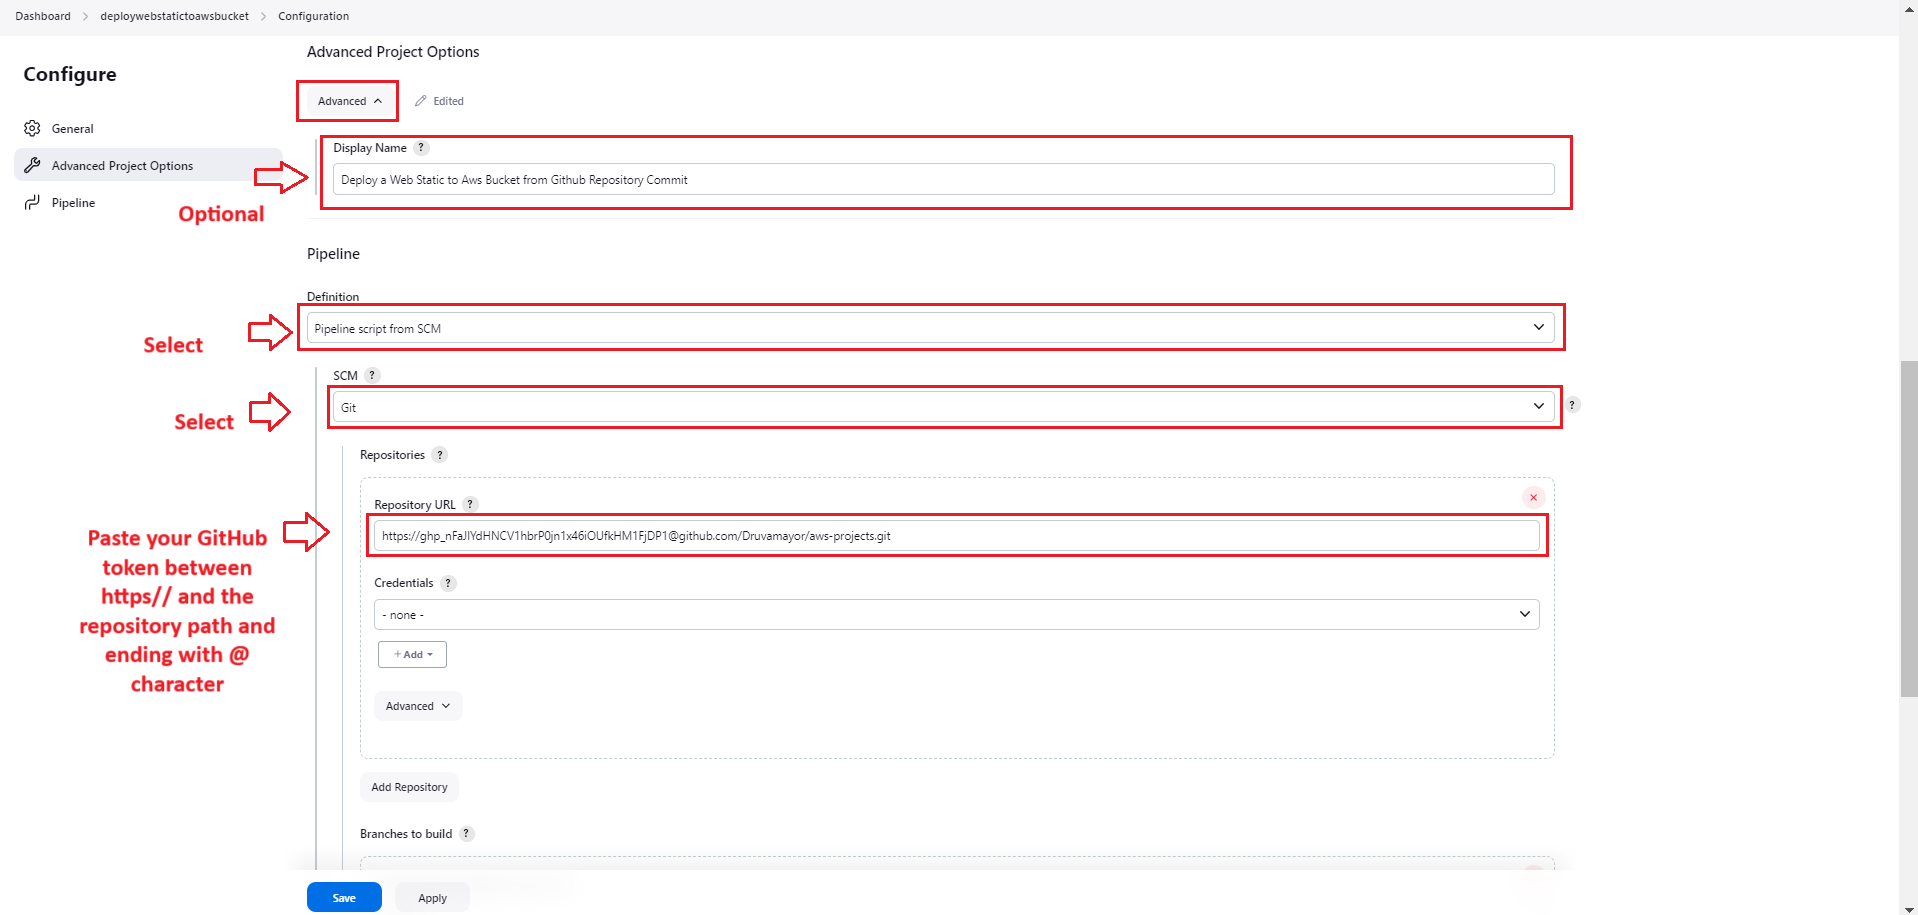 Dashboard > deploywebstatictoawsbucket > Configuration
Configure
General
Advanced Project Options
Pipeline
Advanced Project Options
Advanced
Edited
Display Name ?
Deploy a Web Static to Aws Bucket from Github Repository Commit
Optional
Pipeline
Definition
Pipeline script from SCM
Select
SCM ?
Git
?
Select
Repositories ?
Repository URL ?
https://@github.com/Druvamayor/aws-projects.git
Paste your GitHub
token between
https// and the
repository path and
ending with @
character
Credentials ?
- none -
+ Add
Advanced
Add Repository
Branches to build ?
Save
Apply